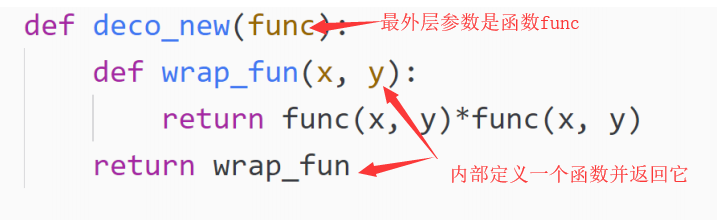 def deco_new(func):
最外层参数是函数func
def wrap_fun(x, y):
return func(x, y)*func(x, y)
return wrap_fun
内部定义一个函数并返回它